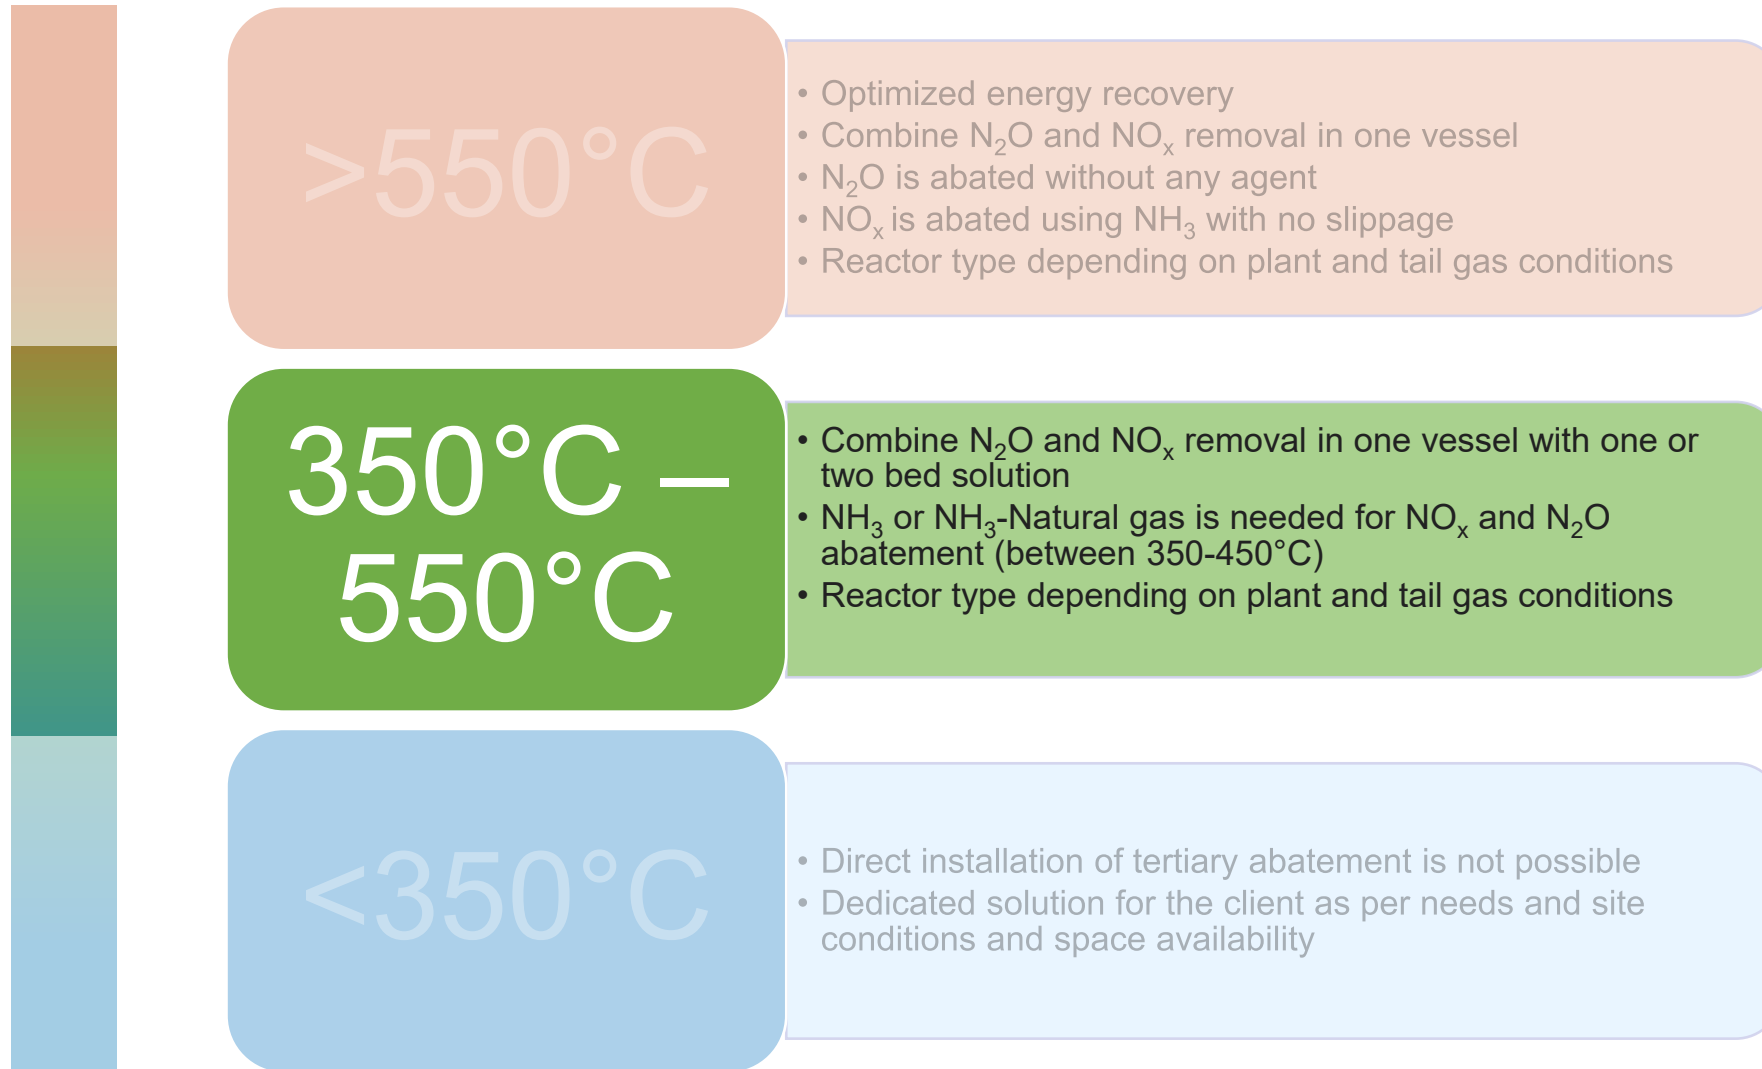 >550°C
• Optimized energy recovery
• Combine N₂O and NOₓ removal in one vessel
• N₂O is abated without any agent
• NOₓ is abated using NH₃ with no slippage
• Reactor type depending on plant and tail gas conditions
350°C –
550°C
• Combine N₂O and NOₓ removal in one vessel with one or
two bed solution
• NH₃ or NH₃-Natural gas is needed for NOₓ and N₂O
abatement (between 350-450°C)
• Reactor type depending on plant and tail gas conditions
<350°C
• Direct installation of tertiary abatement is not possible
• Dedicated solution for the client as per needs and site
conditions and space availability